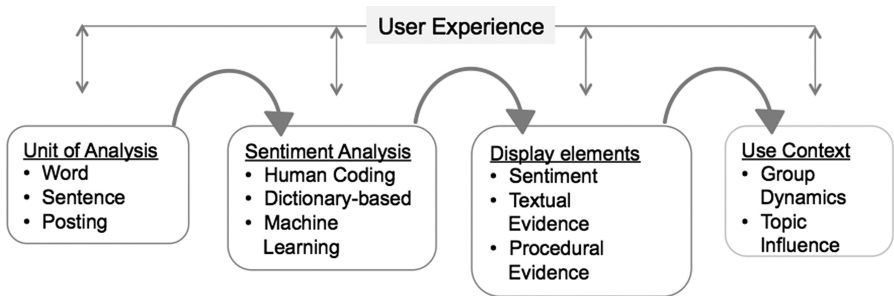 User Experience
Unit of Analysis
• Word
• Sentence
• Posting
Sentiment Analysis
• Human Coding
• Dictionary-based
• Machine
Learning
Display elements
• Sentiment
• Textual
Evidence
• Procedural
Evidence
Use Context
• Group
Dynamics
• Topic
Influence